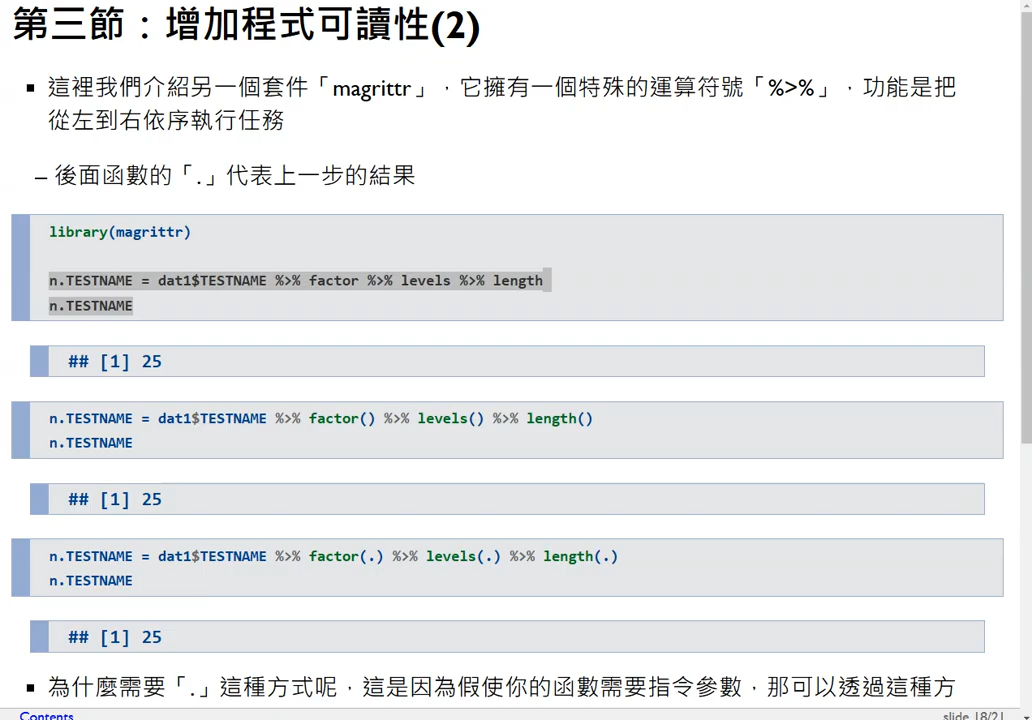 第三節：增加程式可讀性(2)
▪ 這裡我們介紹另一個套件「magrittr」，它擁有一個特殊的運算符號「%>%」，功能是把
從左到右依序執行任務
– 後面函數的「.」代表上一步的結果
library(magrittr)
n.TESTNAME = dat1$TESTNAME %>% factor %>% levels %>% length
n.TESTNAME
## [1] 25
n.TESTNAME = dat1$TESTNAME %>% factor() %>% levels() %>% length()
n.TESTNAME
## [1] 25
n.TESTNAME = dat1$TESTNAME %>% factor(.) %>% levels(.) %>% length(.)
n.TESTNAME
## [1] 25
▪ 為什麼需要「.」這種方式呢，這是因為假使你的函數需要指令參數，那可以透過這種方
Contents
slide 18/21